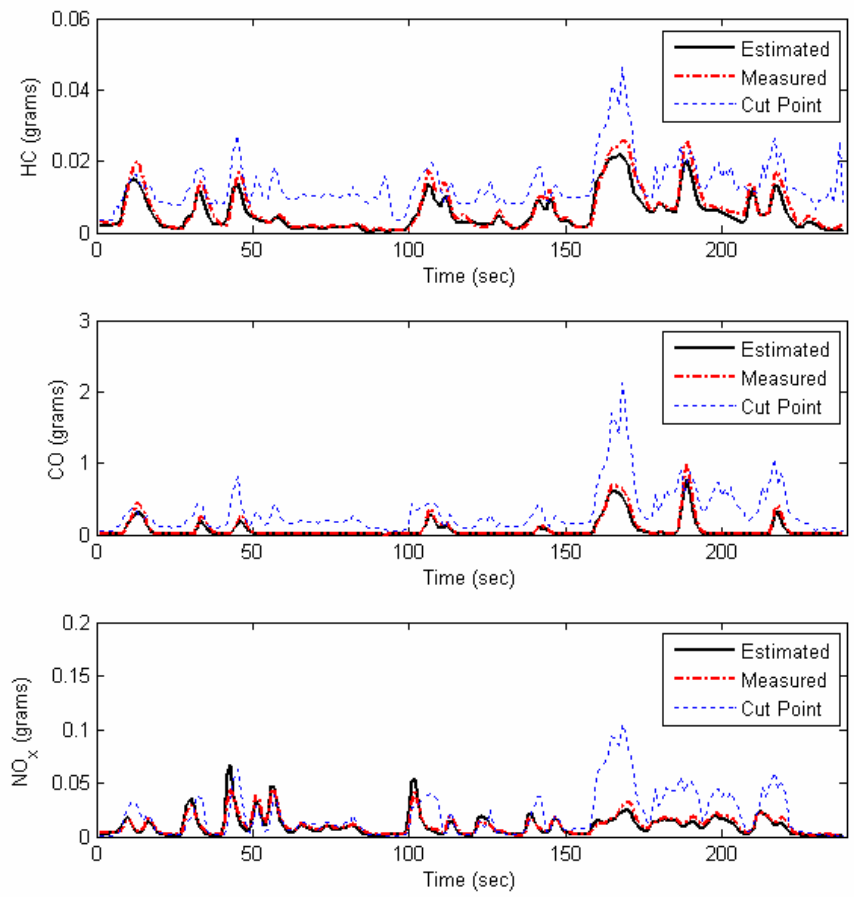 0.06
0.04
0.02
0
HC (grams)
Estimated
Measured
Cut Point
0 50 100 150 200
Time (sec)
3
2
1
0
CO (grams)
Estimated
Measured
Cut Point
0 50 100 150 200
Time (sec)
0.2
0.15
0.1
0.05
0
NOx (grams)
Estimated
Measured
Cut Point
0 50 100 150 200
Time (sec)